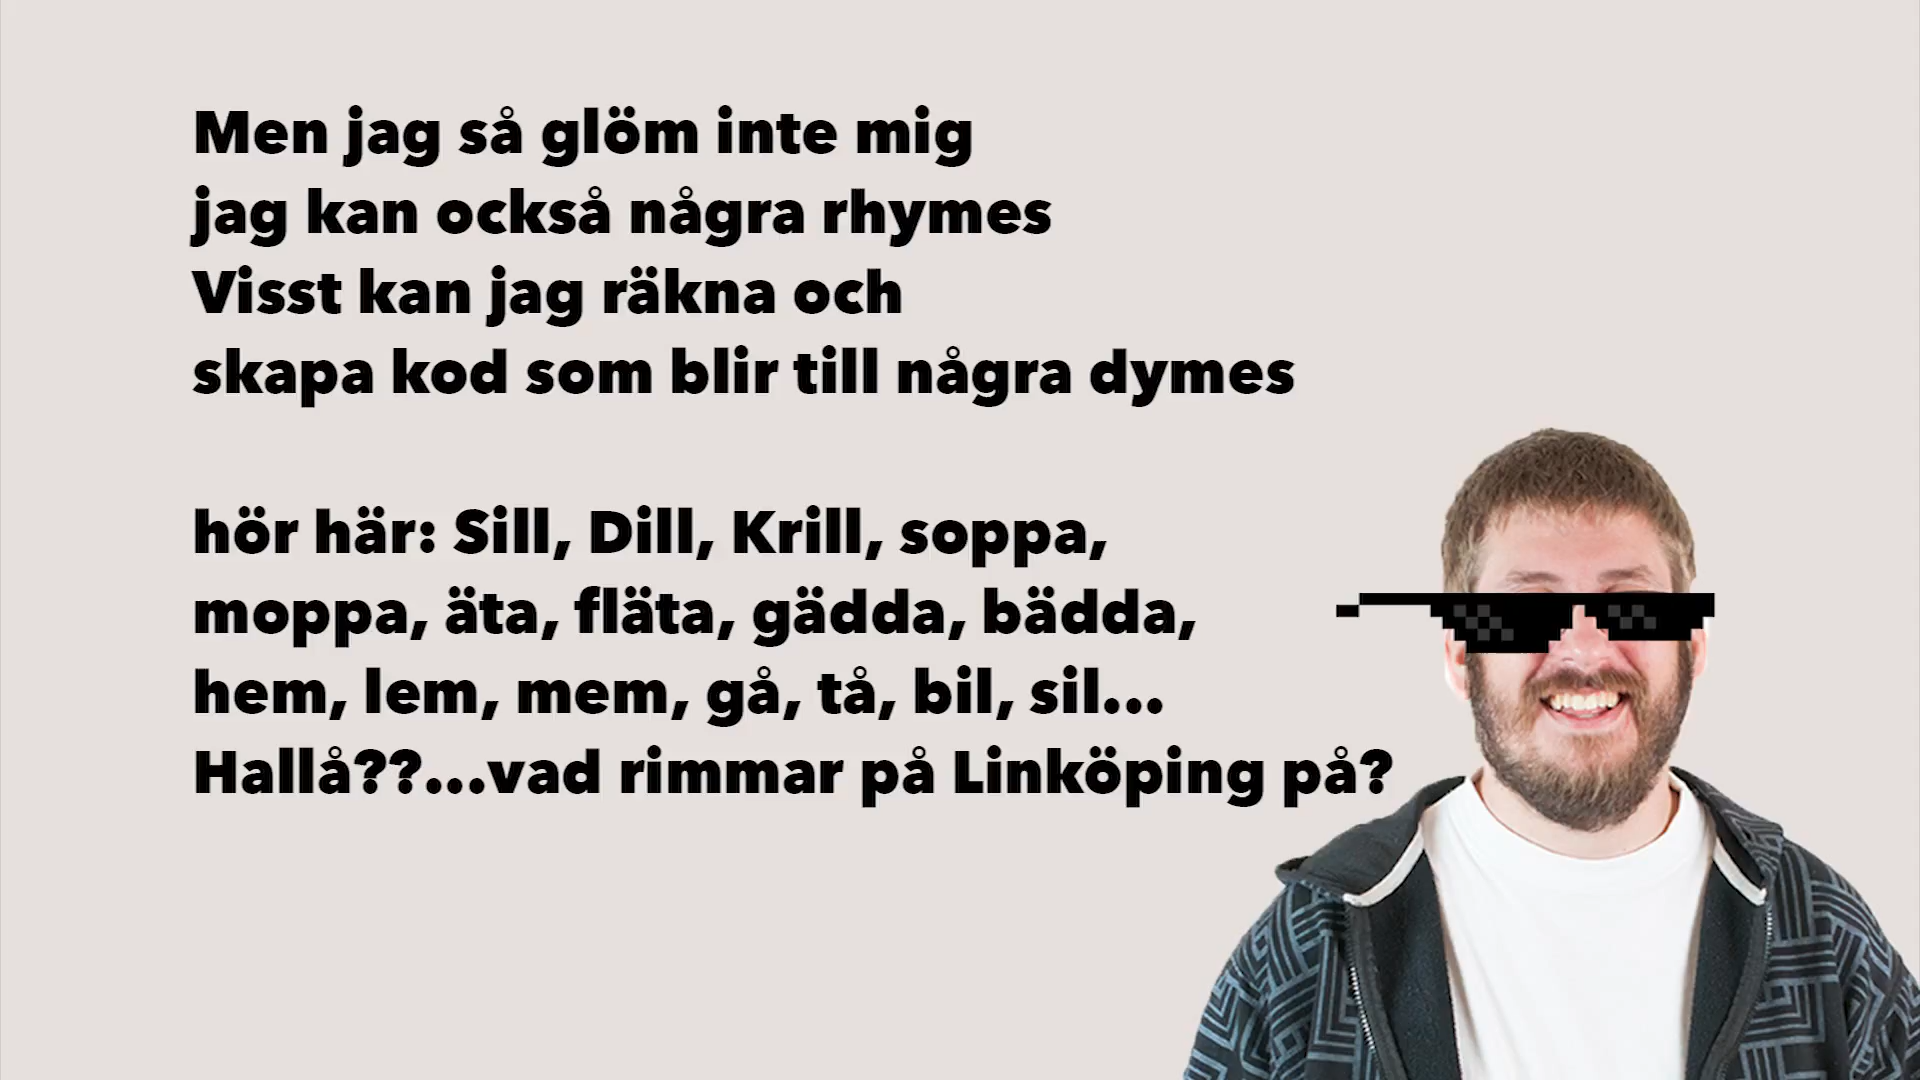 Men jag så glöm inte mig
jag kan också några rhymes
Visst kan jag räkna och
skapa kod som blir till några dymes
hör här: Sill, Dill, Krill, soppa,
moppa, äta, fläta, gädda, bädda,
hem, lem, mem, gå, tå, bil, sil...
Hallå??...vad rimmar på Linköping på?